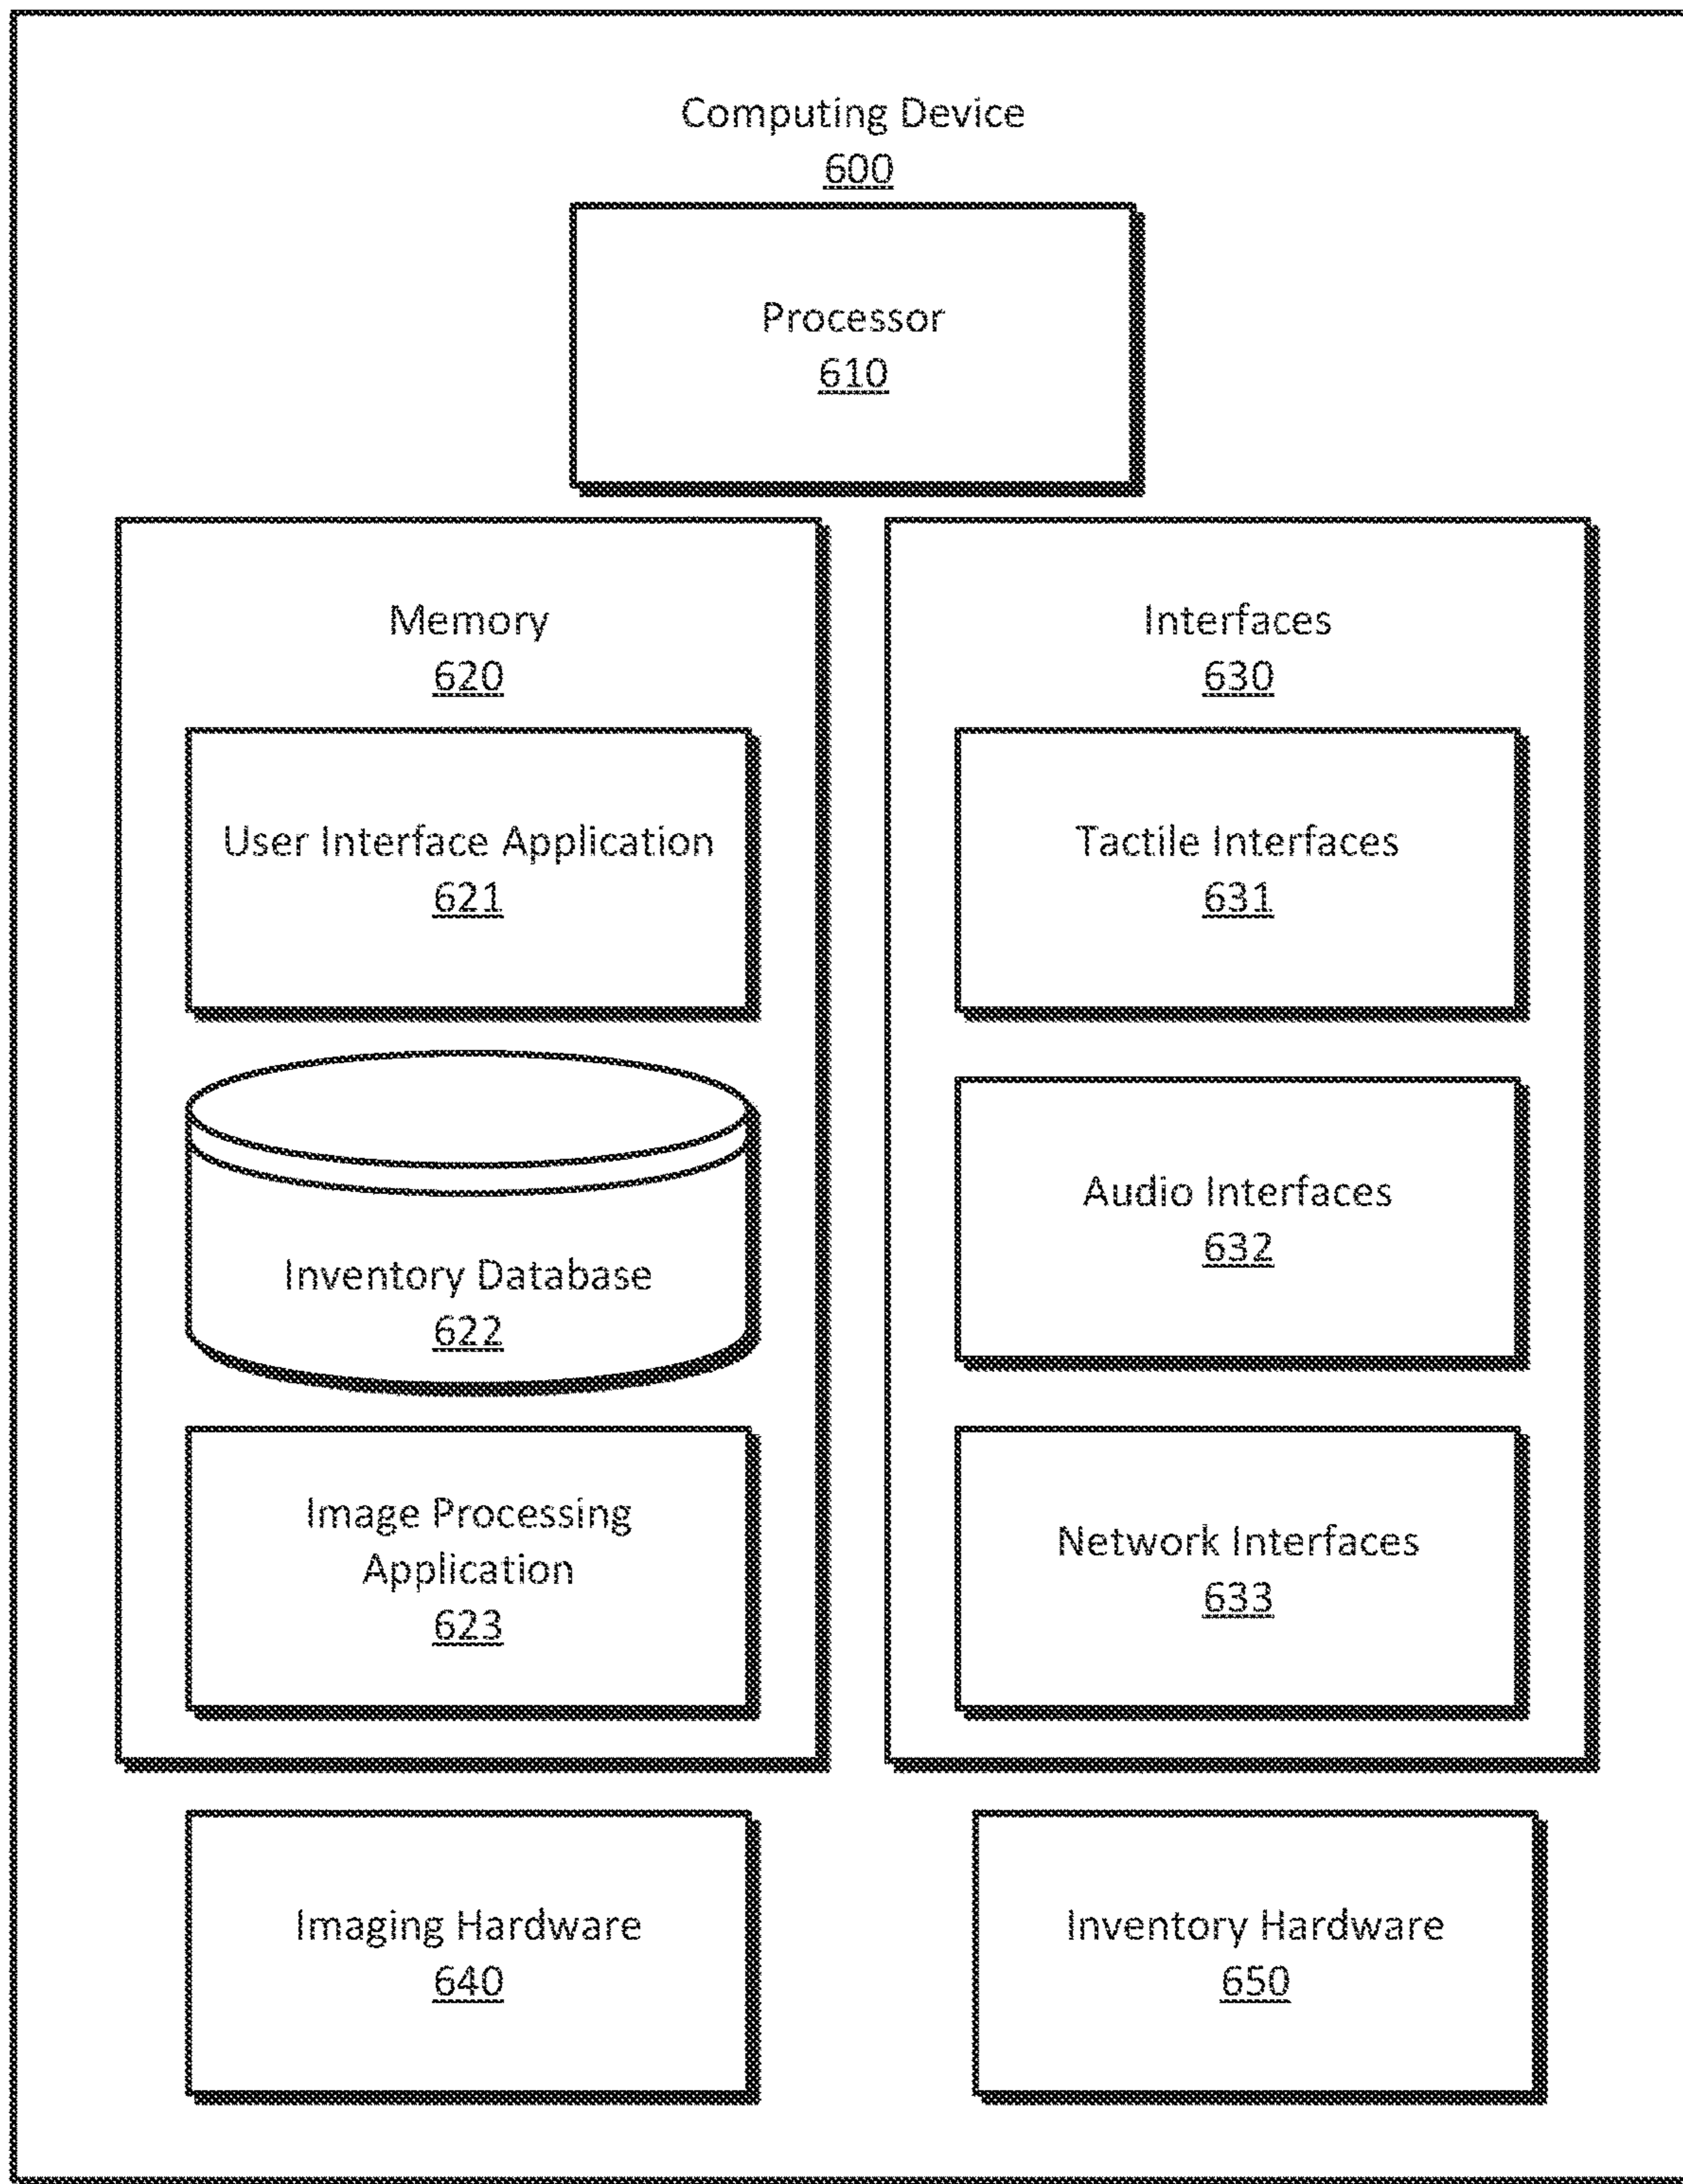 Computing Device
600
Processor
610
Memory
620
User Interface Application
621
Inventory Database
622
Image Processing
Application
623
Interfaces
630
Tactile Interfaces
631
Audio Interfaces
632
Network Interfaces
633
Imaging Hardware
640
Inventory Hardware
650